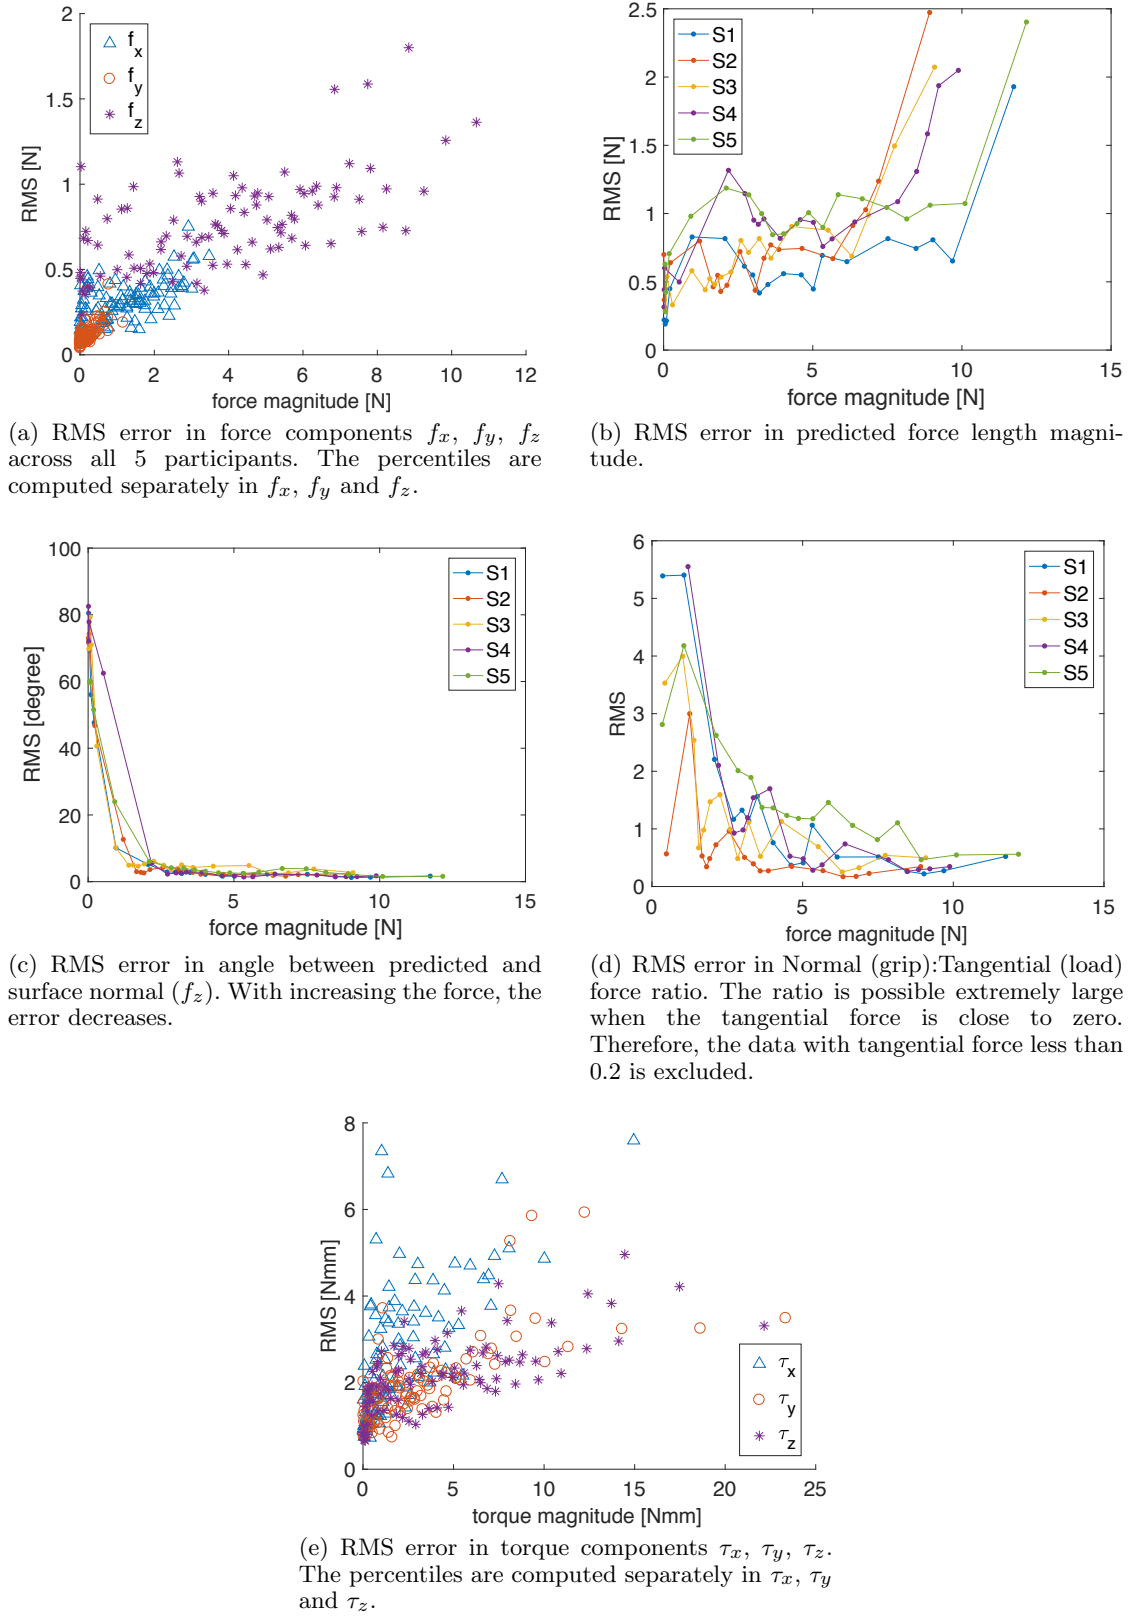 2
1.5
1
0.5
0
RMS [N]
f_x
f_y
f_z
0 2 4 6 8 10 12
force magnitude [N]
(a) RMS error in force components f_x, f_y, f_z
across all 5 participants. The percentiles are
computed separately in f_x, f_y and f_z.
2.5
2
1.5
1
0.5
0
RMS [N]
S1
S2
S3
S4
S5
0 5 10 15
force magnitude [N]
(b) RMS error in predicted force length magni-
tude.
100
80
60
40
20
0
RMS [degree]
S1
S2
S3
S4
S5
0 5 10 15
force magnitude [N]
(c) RMS error in angle between predicted and
surface normal (f_z). With increasing the force, the
error decreases.
6
5
4
3
2
1
0
RMS
S1
S2
S3
S4
S5
0 5 10 15
force magnitude [N]
(d) RMS error in Normal (grip):Tangential (load)
force ratio. The ratio is possible extremely large
when the tangential force is close to zero.
Therefore, the data with tangential force less than
0.2 is excluded.
8
6
4
2
0
RMS [Nmm]
τ_x
τ_y
τ_z
0 5 10 15 20 25
torque magnitude [Nmm]
(e) RMS error in torque components τ_x, τ_y, τ_z.
The percentiles are computed separately in τ_x, τ_y
and τ_z.